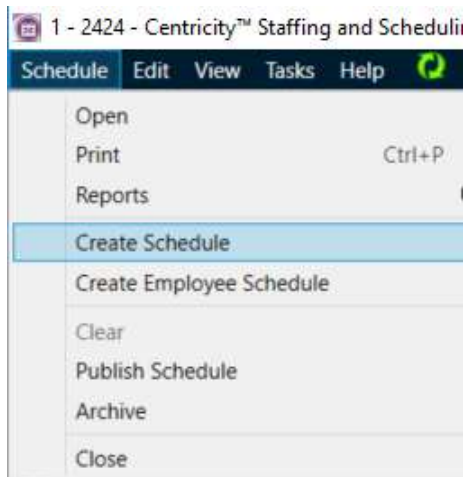 1 - 2424 - Centricity™ Staffing and Scheduli
Schedule Edit View Tasks Help
Open
Print Ctrl+P
Reports
Create Schedule
Create Employee Schedule
Clear
Publish Schedule
Archive
Close